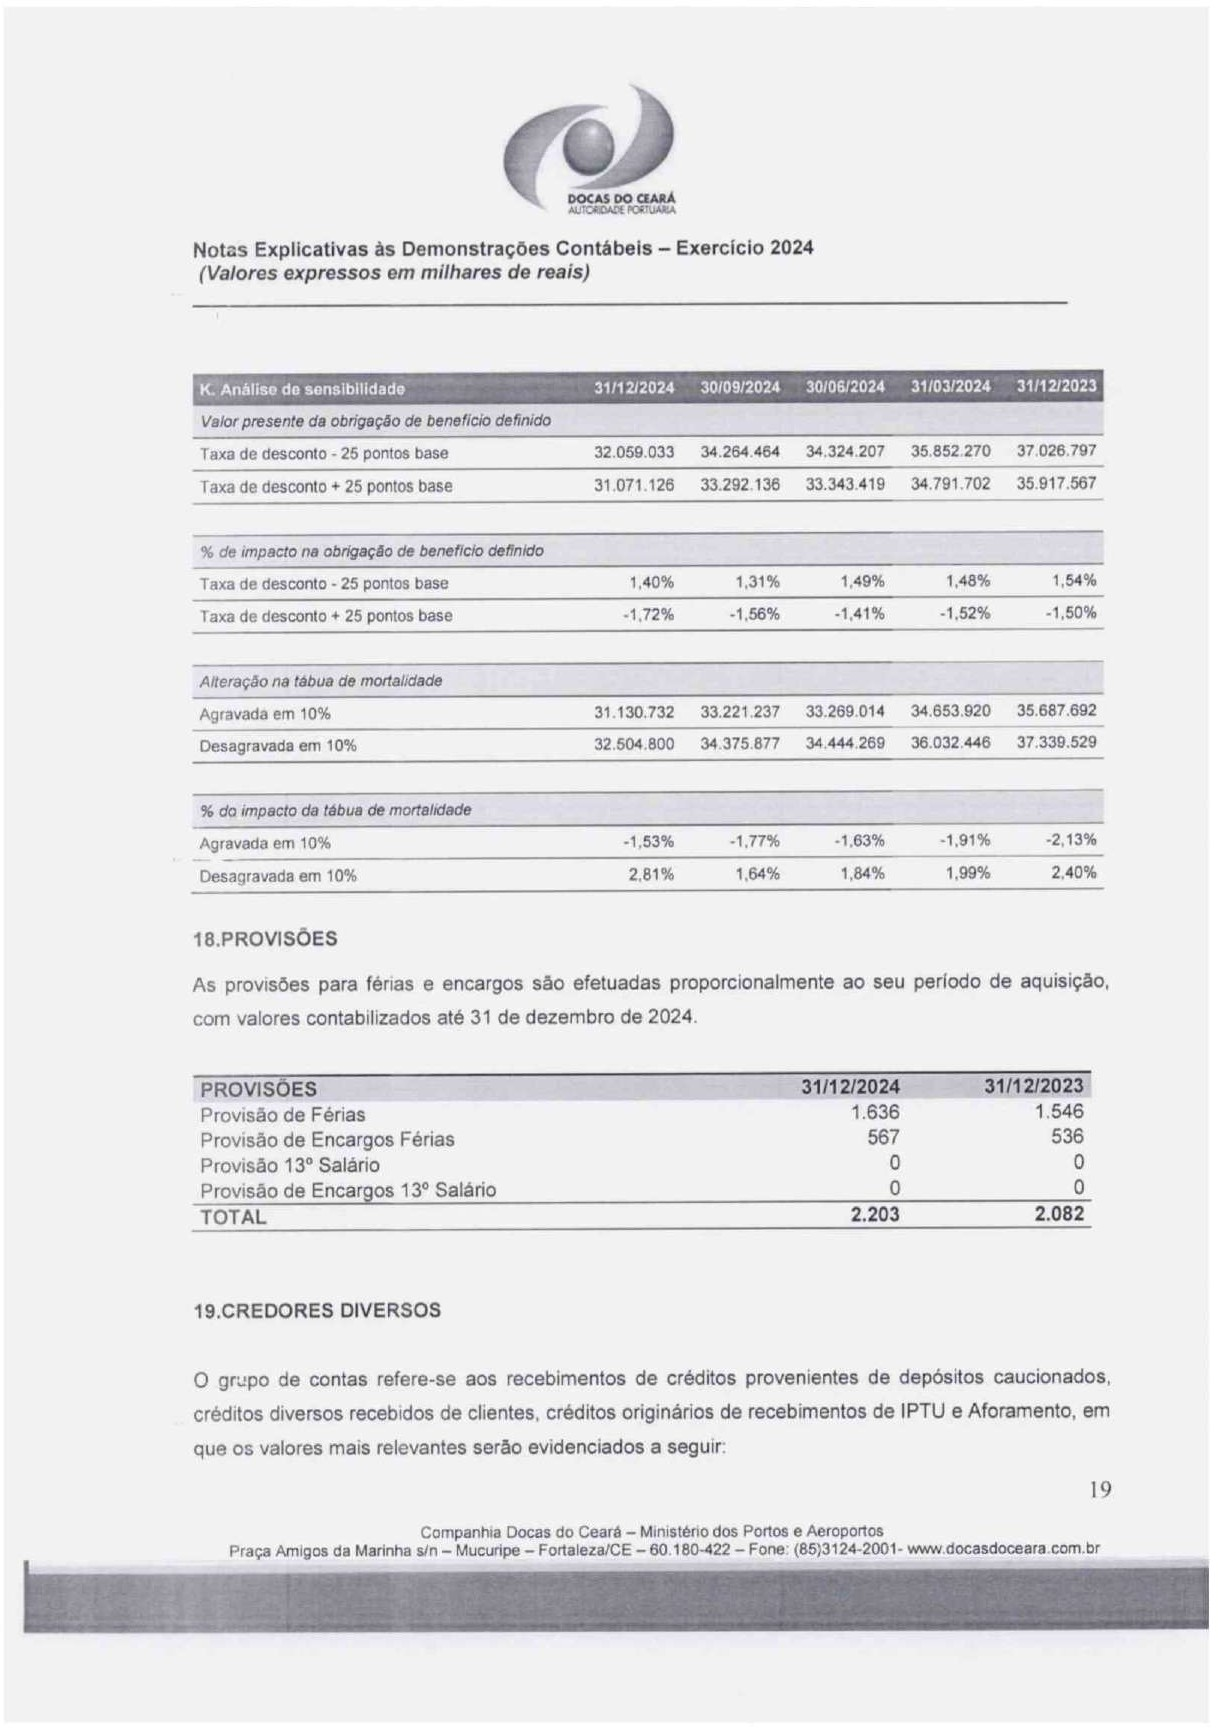 DOCAS DO CEARÁ
AUTORIDADE PORTUÁRIA
Notas Explicativas às Demonstrações Contábeis – Exercício 2024
(Valores expressos em milhares de reais)
K. Análise de sensibilidade 31/12/2024 30/09/2024 30/06/2024 31/03/2024 31/12/2023
Valor presente da obrigação de benefício definido
Taxa de desconto - 25 pontos base 32.059.033 34.264.464 34.324.207 35.852.270 37.026.797
Taxa de desconto + 25 pontos base 31.071.126 33.292.136 33.343.419 34.791.702 35.917.567
% de impacto na obrigação de benefício definido
Taxa de desconto - 25 pontos base 1,40% 1,31% 1,49% 1,48% 1,54%
Taxa de desconto + 25 pontos base -1,72% -1,56% -1,41% -1,52% -1,50%
Alteração na tábua de mortalidade
Agravada em 10% 31.130.732 33.221.237 33.269.014 34.653.920 35.687.692
Desagravada em 10% 32.504.800 34.375.877 34.444.269 36.032.446 37.339.529
% do impacto da tábua de mortalidade
Agravada em 10% -1,53% -1,77% -1,63% -1,91% -2,13%
Desagravada em 10% 2,81% 1,64% 1,84% 1,99% 2,40%
18.PROVISÕES
As provisões para férias e encargos são efetuadas proporcionalmente ao seu período de aquisição,
com valores contabilizados até 31 de dezembro de 2024.
PROVISÕES 31/12/2024 31/12/2023
Provisão de Férias 1.636 1.546
Provisão de Encargos Férias 567 536
Provisão 13º Salário 0 0
Provisão de Encargos 13º Salário 0 0
TOTAL 2.203 2.082
19.CREDORES DIVERSOS
O grupo de contas refere-se aos recebimentos de créditos provenientes de depósitos caucionados,
créditos diversos recebidos de clientes, créditos originários de recebimentos de IPTU e Aforamento, em
que os valores mais relevantes serão evidenciados a seguir:
19
Companhia Docas do Ceará – Ministério dos Portos e Aeroportos
Praça Amigos da Marinha s/n – Mucuripe – Fortaleza/CE – 60.180-422 – Fone: (85)3124-2001- www.docasdoceara.com.br